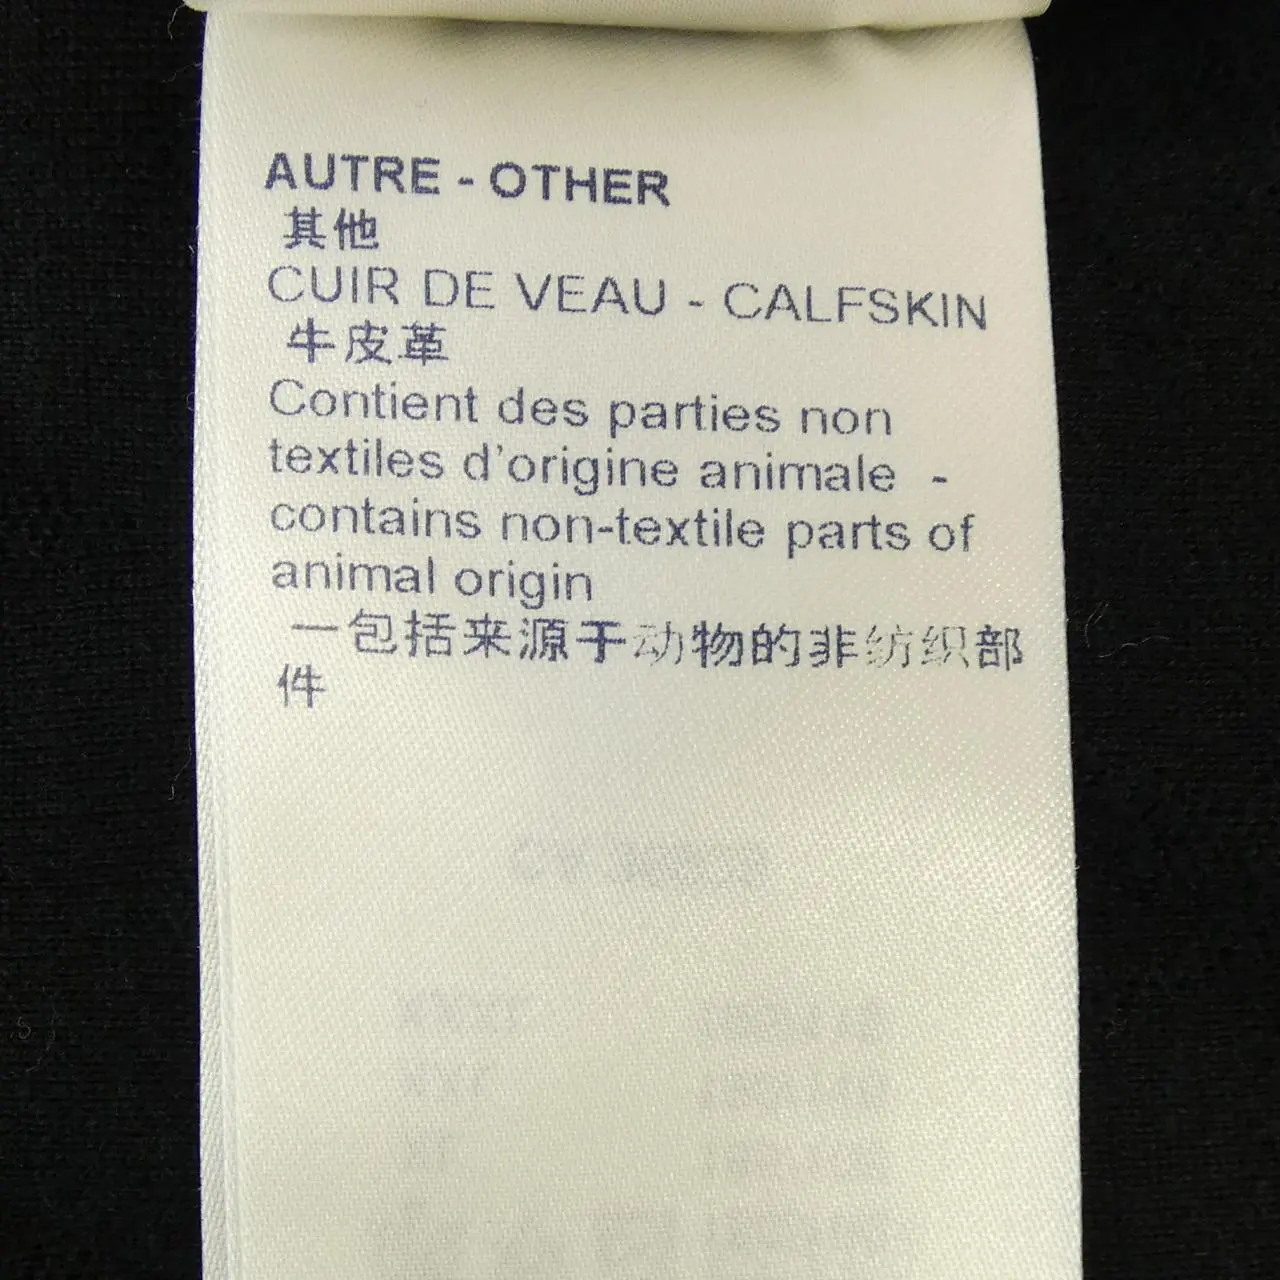 AUTRE - OTHER
其他
CUIR DE VEAU - CALFSKIN
牛皮革
Contient des parties non
textiles d'origine animale -
contains non-textile parts of
animal origin
一包括来源于动物的非纺织部
件